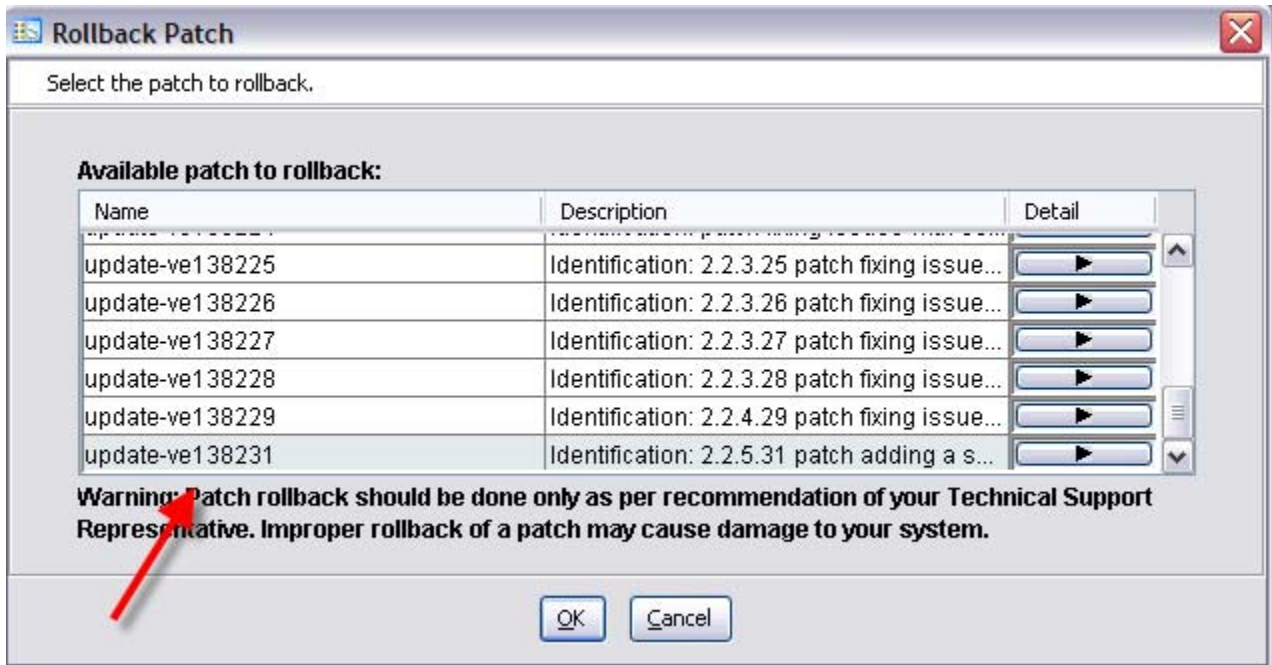 Rollback Patch
Select the patch to rollback.
Available patch to rollback:
Name Description Detail
update-ve138225 Identification: 2.2.3.25 patch fixing issue...
update-ve138226 Identification: 2.2.3.26 patch fixing issue...
update-ve138227 Identification: 2.2.3.27 patch fixing issue...
update-ve138228 Identification: 2.2.3.28 patch fixing issue...
update-ve138229 Identification: 2.2.4.29 patch fixing issue...
update-ve138231 Identification: 2.2.5.31 patch adding a s...
Warning: Patch rollback should be done only as per recommendation of your Technical Support
Representative. Improper rollback of a patch may cause damage to your system.
OK Cancel